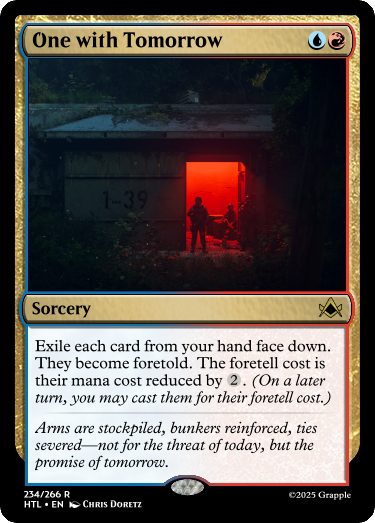 One with Tomorrow
1-39
Sorcery
Exile each card from your hand face down.
They become foretold. The foretell cost is
their mana cost reduced by 2. (On a later
turn, you may cast them for their foretell cost.)
Arms are stockpiled, bunkers reinforced, ties
severed—not for the threat of today, but the
promise of tomorrow.
234/266 R
HTL • EN Chris Doretz
©2025 Grapple